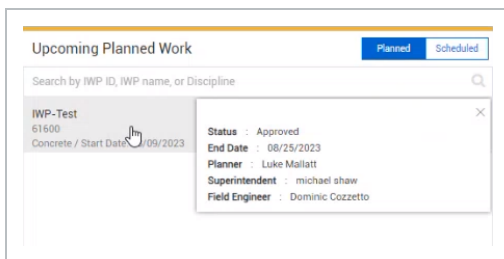 Upcoming Planned Work
Planned
Scheduled
Search by IWP ID, IWP name, or Discipline
IWP-Test
61600
Concrete / Start Date /09/2023
Status : Approved
End Date : 08/25/2023
Planner : Luke Mallatt
Superintendent : michael shaw
Field Engineer : Dominic Cozzetto